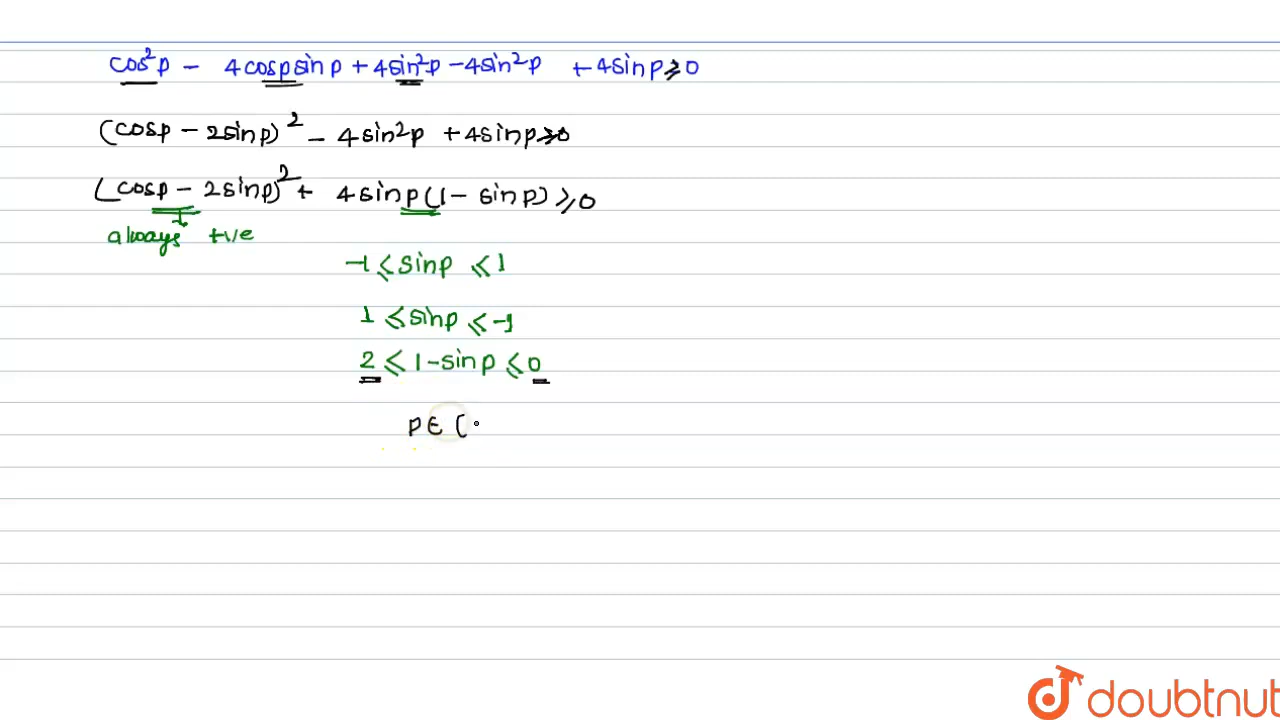 cos²p - 4cospsinp + 4sin²p - 4sin²p + 4sinp ≥ 0
(cosp - 2sinp)² - 4sin²p + 4sinp ≥ 0
(cosp - 2sinp)² + 4sinp(1 - sinp) ≥ 0
always +ve
-1 ≤ sinp ≤ 1
1 ≤ sinp ≤ -1
2 ≤ 1 - sinp ≤ 0
p ∈ (
doubtnut